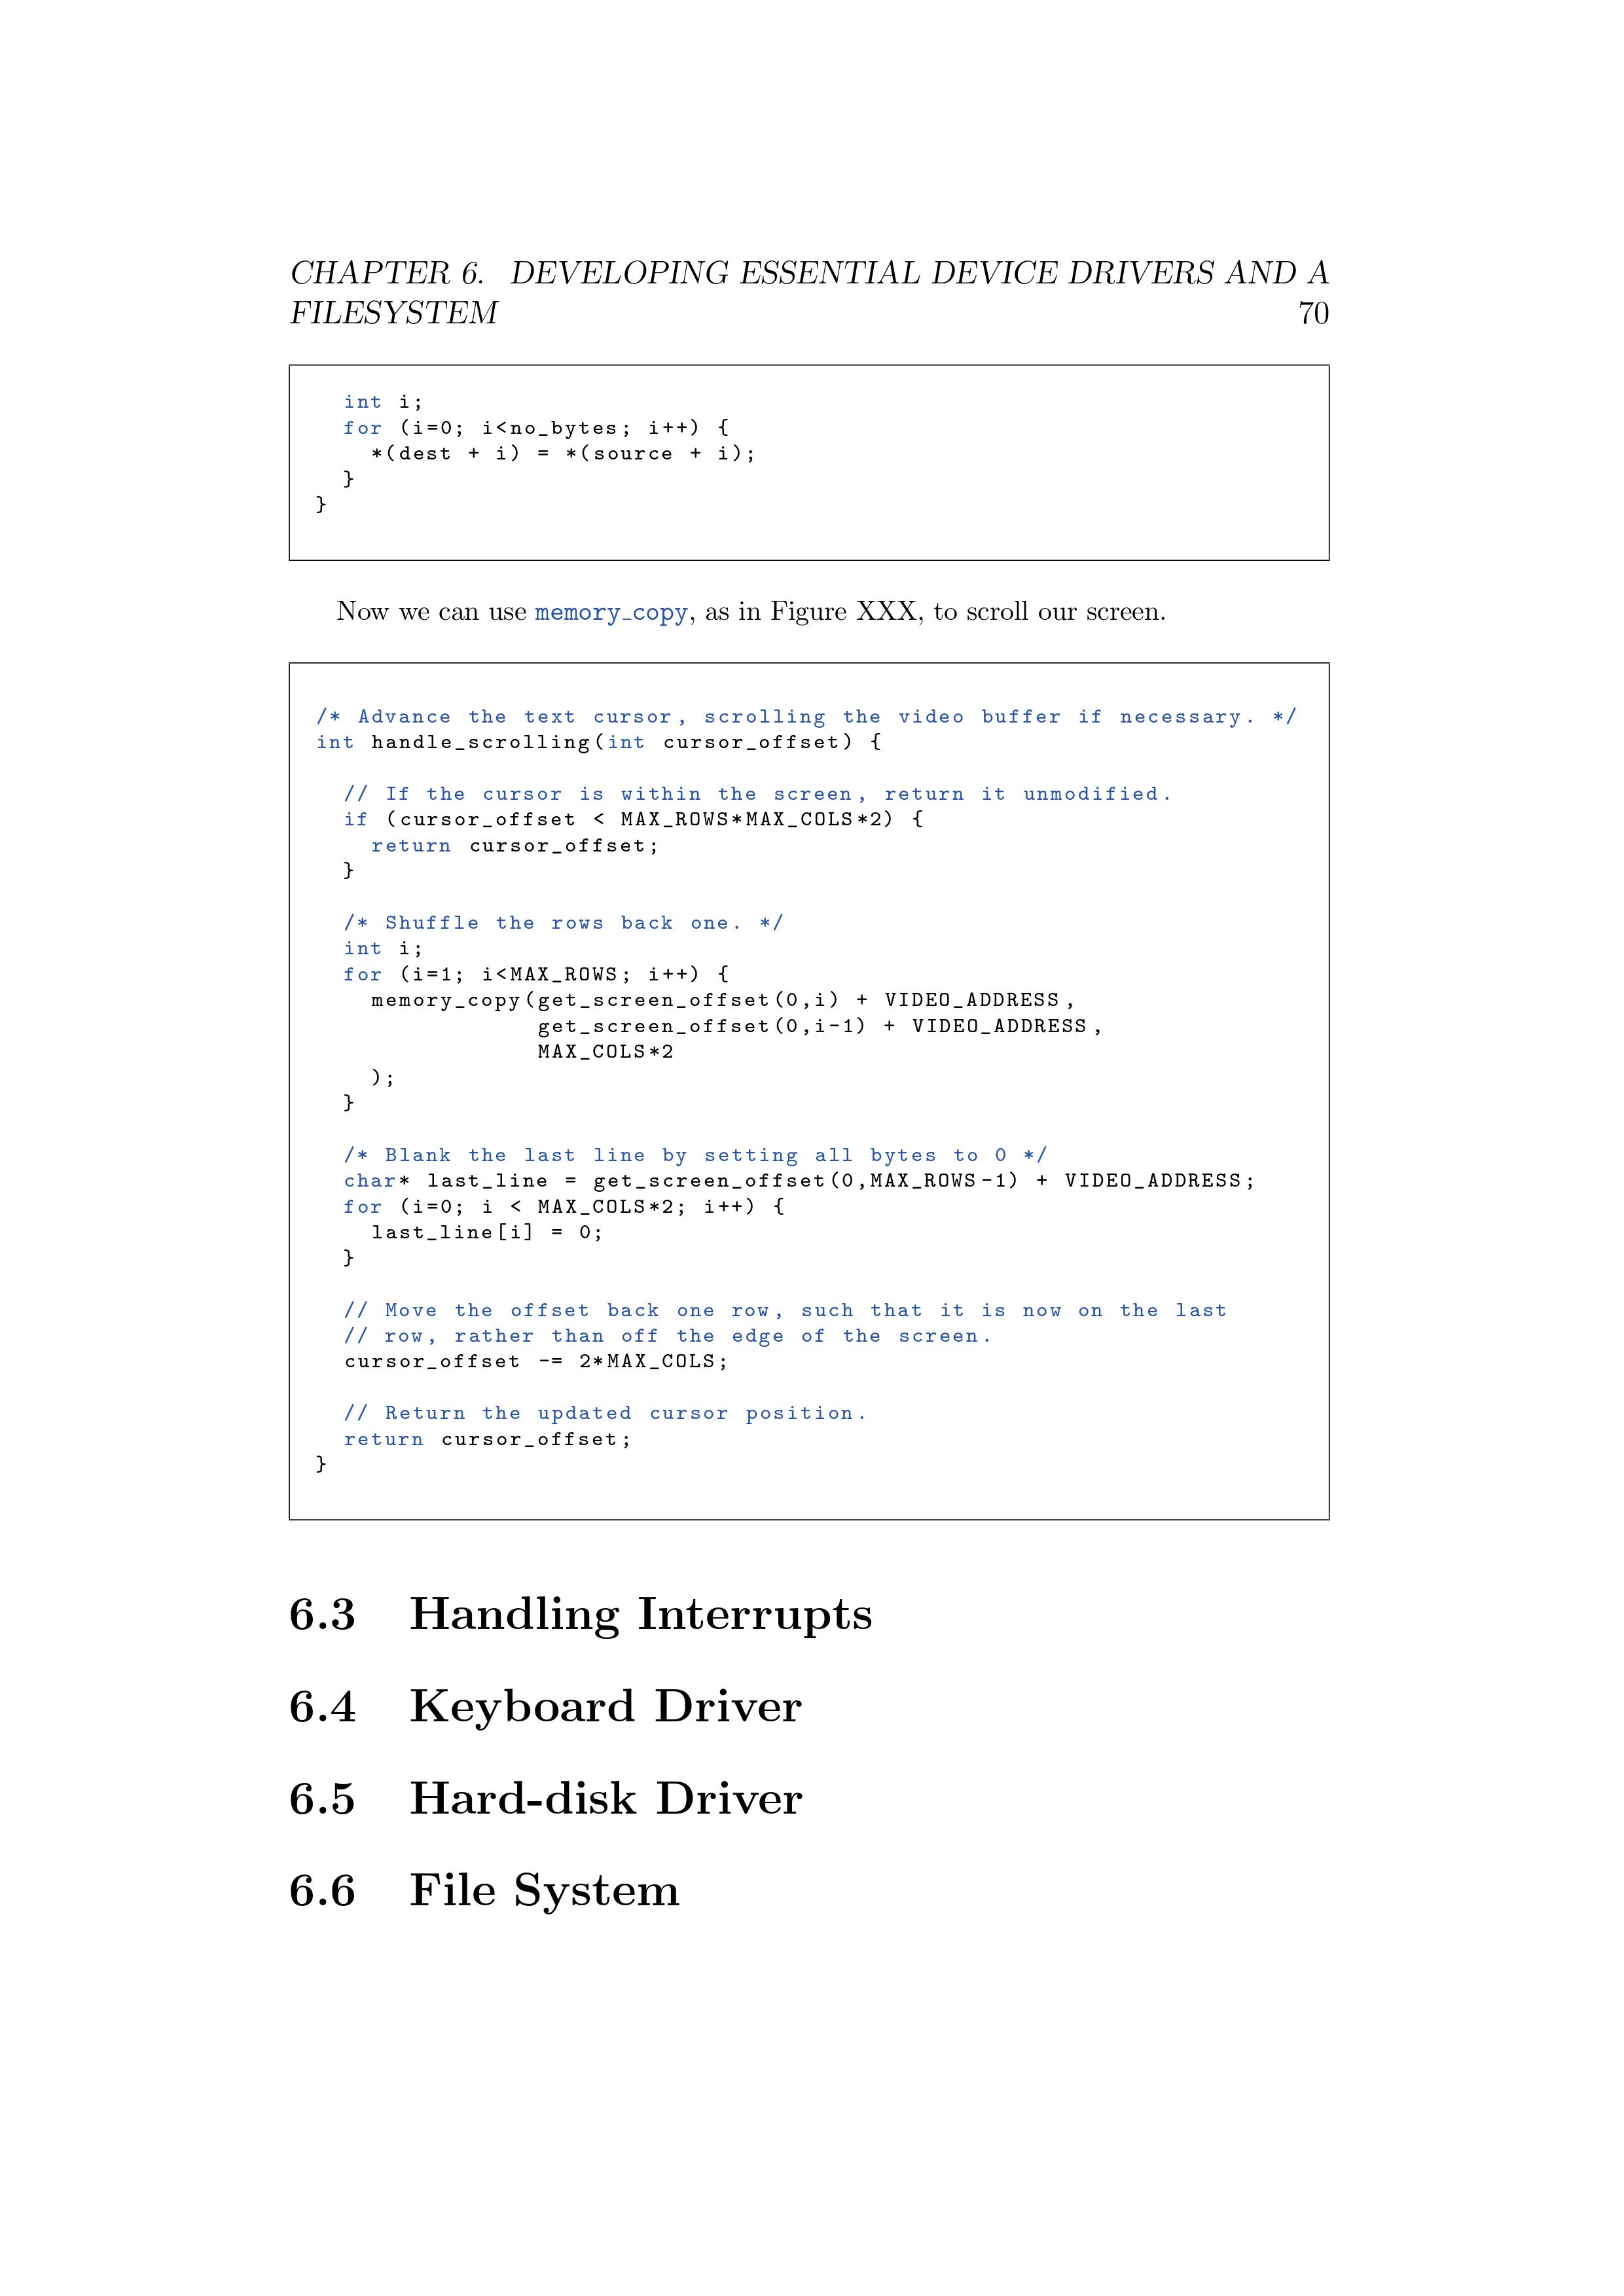 CHAPTER 6. DEVELOPING ESSENTIAL DEVICE DRIVERS AND A
FILESYSTEM 70
int i;
for (i=0; i<no_bytes; i++) {
*(dest + i) = *(source + i);
}
}
Now we can use memory_copy, as in Figure XXX, to scroll our screen.
/* Advance the text cursor, scrolling the video buffer if necessary. */
int handle_scrolling(int cursor_offset) {
// If the cursor is within the screen, return it unmodified.
if (cursor_offset < MAX_ROWS*MAX_COLS*2) {
return cursor_offset;
}
/* Shuffle the rows back one. */
int i;
for (i=1; i<MAX_ROWS; i++) {
memory_copy(get_screen_offset(0,i) + VIDEO_ADDRESS,
get_screen_offset(0,i-1) + VIDEO_ADDRESS,
MAX_COLS*2
);
}
/* Blank the last line by setting all bytes to 0 */
char* last_line = get_screen_offset(0,MAX_ROWS-1) + VIDEO_ADDRESS;
for (i=0; i < MAX_COLS*2; i++) {
last_line[i] = 0;
}
// Move the offset back one row, such that it is now on the last
// row, rather than off the edge of the screen.
cursor_offset -= 2*MAX_COLS;
// Return the updated cursor position.
return cursor_offset;
}
6.3 Handling Interrupts
6.4 Keyboard Driver
6.5 Hard-disk Driver
6.6 File System